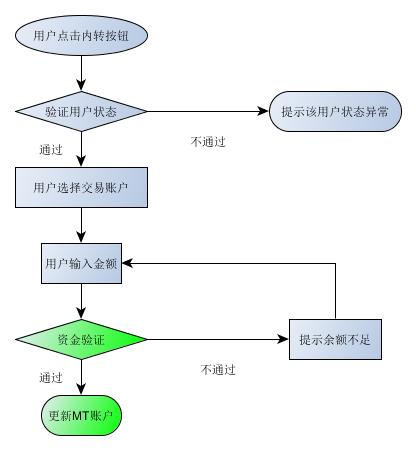 用户点击内转按钮
验证用户状态
提示该用户状态异常
不通过
通过
用户选择交易账户
用户输入金额
资金验证
提示余额不足
不通过
通过
更新MT账户